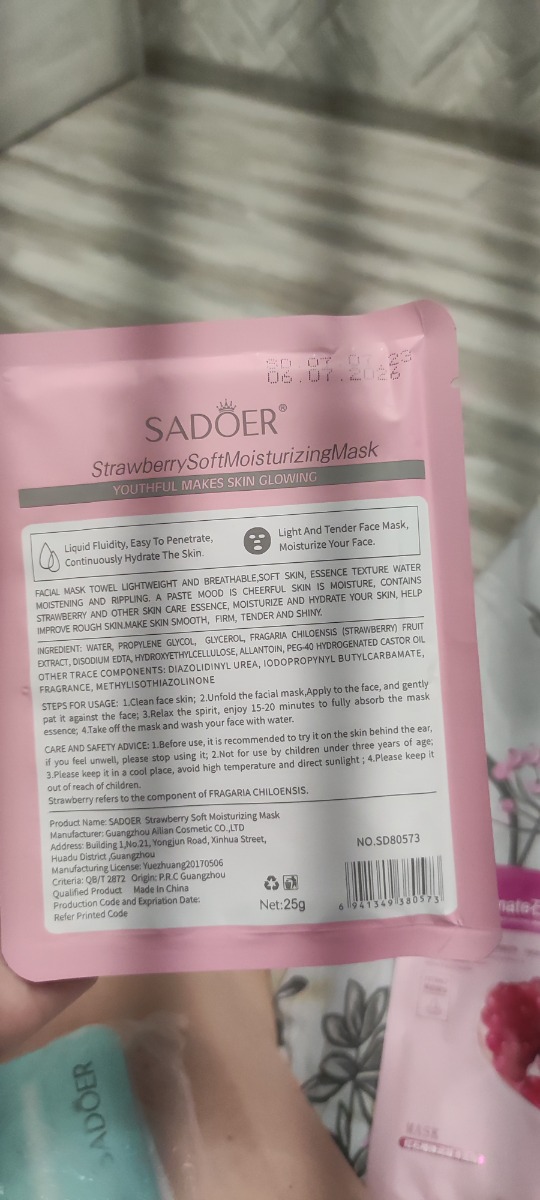 06.07.2026
SADOER®
StrawberrySoftMoisturizingMask
YOUTHFUL MAKES SKIN GLOWING
Liquid Fluidity, Easy To Penetrate,
Continuously Hydrate The Skin.
Light And Tender Face Mask,
Moisturize Your Face.
FACIAL MASK TOWEL LIGHTWEIGHT AND BREATHABLE,SOFT SKIN, ESSENCE TEXTURE WATER
MOISTENING AND RIPPLING. A PASTE MOOD IS CHEERFUL SKIN IS MOISTURE, CONTAINS
STRAWBERRY AND OTHER SKIN CARE ESSENCE, MOISTURIZE AND HYDRATE YOUR SKIN, HELP
IMPROVE ROUGH SKIN.MAKE SKIN SMOOTH, FIRM, TENDER AND SHINY.
INGREDIENT: WATER, PROPYLENE GLYCOL, GLYCEROL, FRAGARIA CHILOENSIS (STRAWBERRY) FRUIT
EXTRACT, DISODIUM EDTA, HYDROXYETHYLCELLULOSE, ALLANTOIN, PEG-40 HYDROGENATED CASTOR OIL
OTHER TRACE COMPONENTS: DIAZOLIDINYL UREA, IODOPROPYNYL BUTYLCARBAMATE,
FRAGRANCE, METHYLISOTHIAZOLINONE
STEPS FOR USAGE: 1.Clean face skin; 2.Unfold the facial mask,Apply to the face, and gently
pat it against the face; 3.Relax the spirit, enjoy 15-20 minutes to fully absorb the mask
essence; 4.Take off the mask and wash your face with water.
CARE AND SAFETY ADVICE: 1.Before use, it is recommended to try it on the skin behind the ear,
if you feel unwell, please stop using it; 2.Not for use by children under three years of age;
3.Please keep it in a cool place, avoid high temperature and direct sunlight ; 4.Please keep it
out of reach of children.
Strawberry refers to the component of FRAGARIA CHILOENSIS.
Product Name: SADOER Strawberry Soft Moisturizing Mask
Manufacturer: Guangzhou Ailian Cosmetic CO.,LTD
Address: Building 1,No.21, Yongjun Road, Xinhua Street,
Huadu District ,Guangzhou
Manufacturing License: Yuezhuang20170506
Criteria: QB/T 2872 Origin: P.R.C Guangzhou
Qualified Product Made In China
Production Code and Expriation Date:
Refer Printed Code
Net:25g
NO.SD80573
6 941349 380573
SADOER
MASK